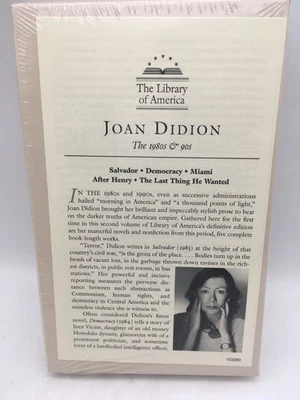 The Library
of America
JOAN DIDION
The 1980s & 90s
Salvador • Democracy • Miami
After Henry • The Last Thing He Wanted
IN THE 1980s and 1990s, even as successive administrations
hailed “morning in America” and “a thousand points of light,”
Joan Didion brought her brilliant and impeccably stylish prose to bear
on the darker truths of American empire. Gathered here for the first
time in this second volume of Library of America’s definitive edition
are her masterful novels and nonfiction from this period, five complete
book-length works.
“Terror,” Didion writes in Salvador (1983) at the height of that
country’s civil war, “is the given of the place. . . . Bodies turn up in the
brush of vacant lots, in the garbage thrown down ravines in the rich-
est districts, in public rest rooms, in bus
stations.” Her powerful and incisive
reporting measures the perverse dis-
tance between such abstractions as
Communism, human rights, and
democracy in Central America and the
senseless violence she is witness to.
Often considered Didion’s finest
novel, Democracy (1984) tells a story of
Inez Victor, daughter of an old money
Honolulu dynasty, glamorous wife of a
prominent politician, and sometime
lover of a hardboiled intelligence officer,